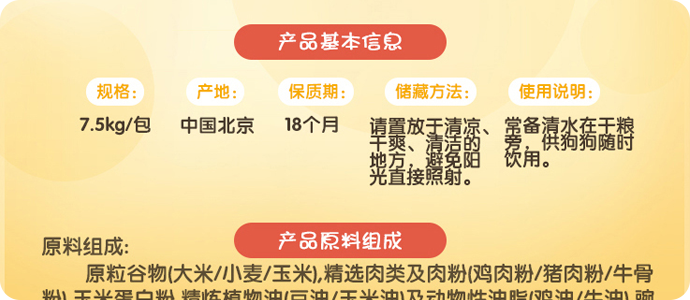 产品基本信息
规格: 产地: 保质期: 储藏方法: 使用说明:
7.5kg/包 中国北京 18个月 请置放于清凉、 常备清水在干粮
干爽、清洁的 旁，供狗狗随时
地方，避免阳 饮用。
光直接照射。
产品原料组成
原料组成:
原粒谷物(大米/小麦/玉米),精选肉类及肉粉(鸡肉粉/猪肉粉/牛骨
粉),玉米蛋白粉,精炼植物油(豆油/玉米油)及动物性油脂(鸡油/牛油),豌